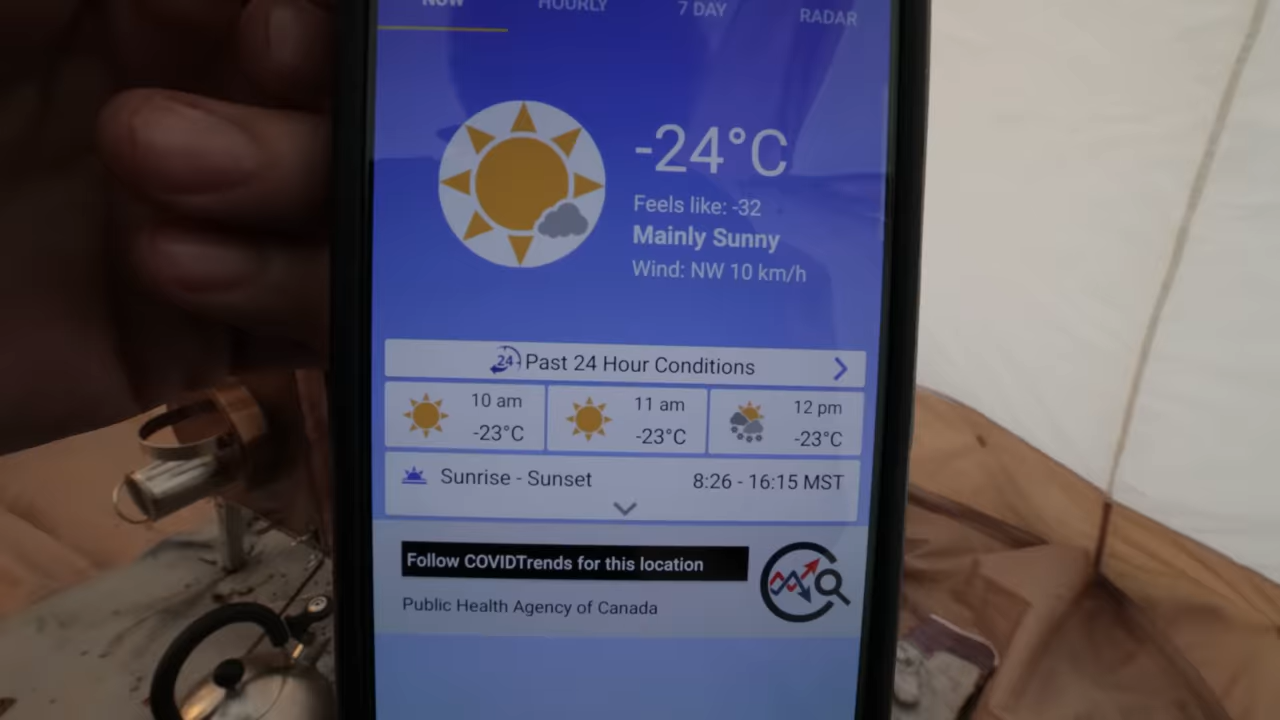 NOW HOURLY 7 DAY RADAR
-24°C
Feels like: -32
Mainly Sunny
Wind: NW 10 km/h
24 Past 24 Hour Conditions
10 am 11 am 12 pm
-23°C -23°C -23°C
Sunrise - Sunset 8:26 - 16:15 MST
Follow COVIDTrends for this location
Public Health Agency of Canada